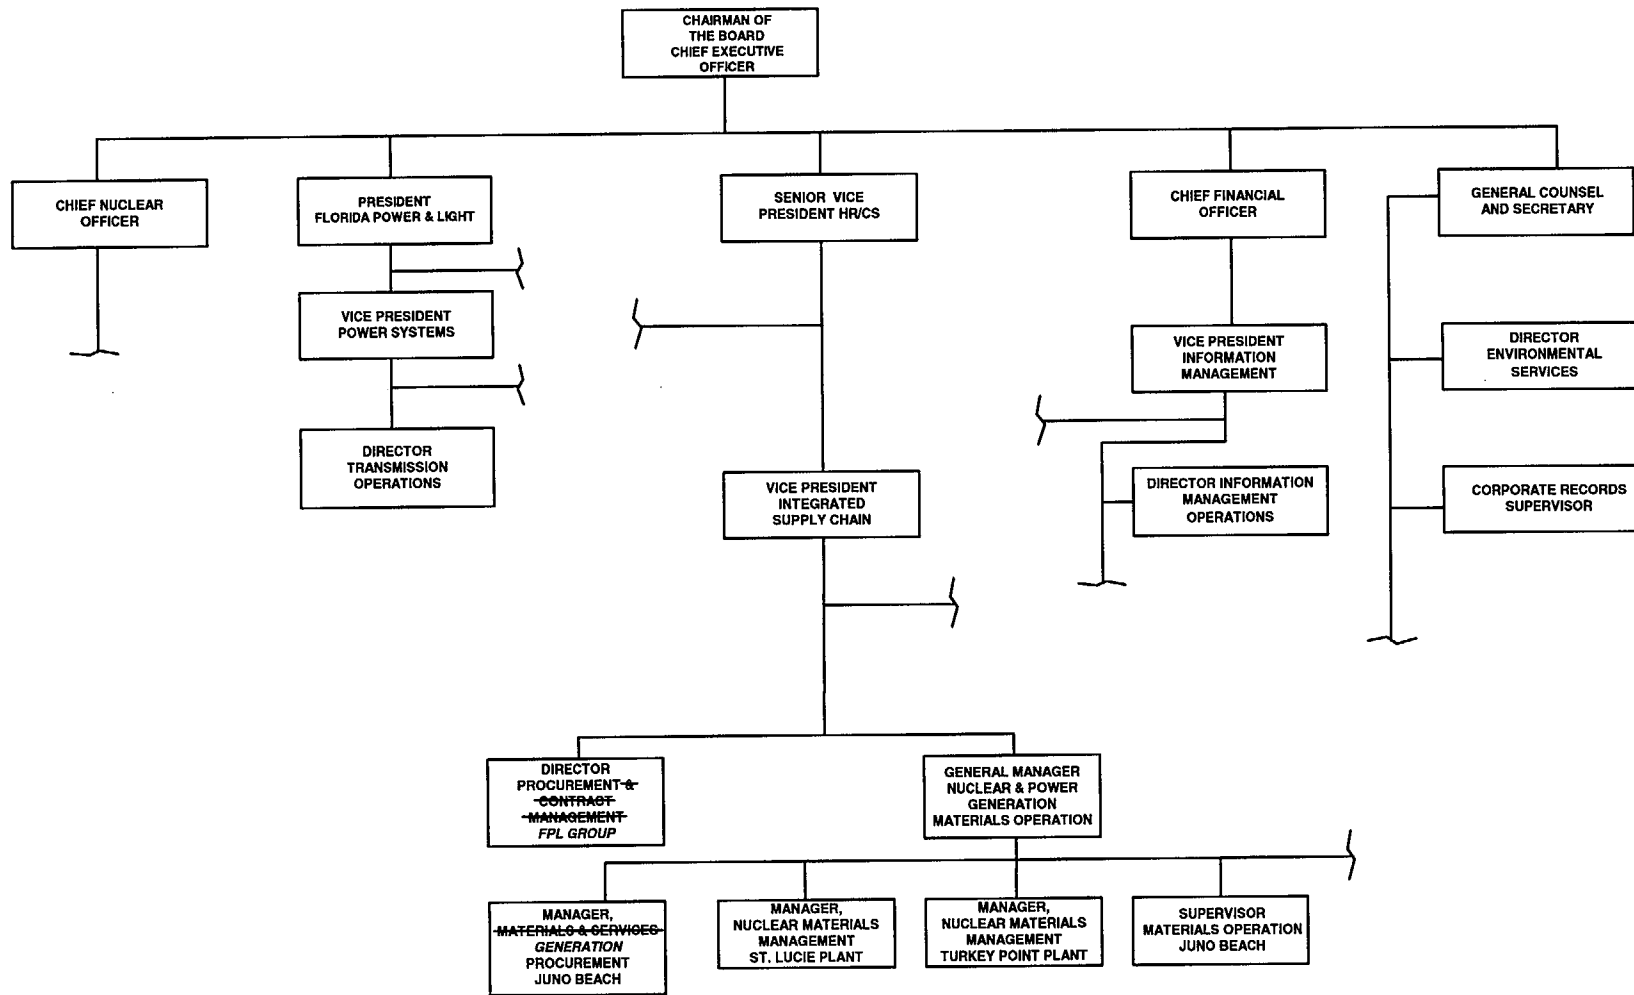 CHAIRMAN OF
THE BOARD
CHIEF EXECUTIVE
OFFICER
CHIEF NUCLEAR
OFFICER
PRESIDENT
FLORIDA POWER & LIGHT
SENIOR VICE
PRESIDENT HR/CS
CHIEF FINANCIAL
OFFICER
GENERAL COUNSEL
AND SECRETARY
VICE PRESIDENT
POWER SYSTEMS
VICE PRESIDENT
INFORMATION
MANAGEMENT
DIRECTOR
ENVIRONMENTAL
SERVICES
DIRECTOR
TRANSMISSION
OPERATIONS
VICE PRESIDENT
INTEGRATED
SUPPLY CHAIN
DIRECTOR INFORMATION
MANAGEMENT
OPERATIONS
CORPORATE RECORDS
SUPERVISOR
DIRECTOR
PROCUREMENT &
CONTRACT
MANAGEMENT
FPL GROUP
GENERAL MANAGER
NUCLEAR & POWER
GENERATION
MATERIALS OPERATION
MANAGER,
MATERIALS & SERVICES
GENERATION
PROCUREMENT
JUNO BEACH
MANAGER,
NUCLEAR MATERIALS
MANAGEMENT
ST. LUCIE PLANT
MANAGER,
NUCLEAR MATERIALS
MANAGEMENT
TURKEY POINT PLANT
SUPERVISOR
MATERIALS OPERATION
JUNO BEACH